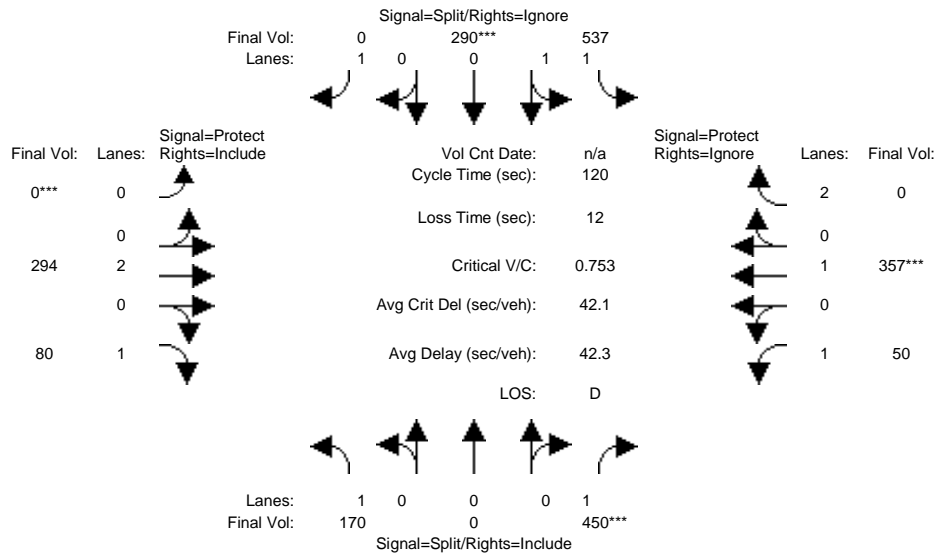 Signal=Split/Rights=Ignore
Final Vol: 0 290*** 537
Lanes: 1 0 0 1 1
Signal=Protect
Final Vol: Lanes: Rights=Include
Vol Cnt Date: n/a
Signal=Protect
Rights=Ignore Lanes: Final Vol:
Cycle Time (sec): 120
0*** 0
2 0
Loss Time (sec): 12
0
0
294 2
Critical V/C: 0.753
1 357***
0
Avg Crit Del (sec/veh): 42.1
0
80 1
Avg Delay (sec/veh): 42.3
1 50
LOS: D
Lanes: 1 0 0 0 1
Final Vol: 170 0 450***
Signal=Split/Rights=Include